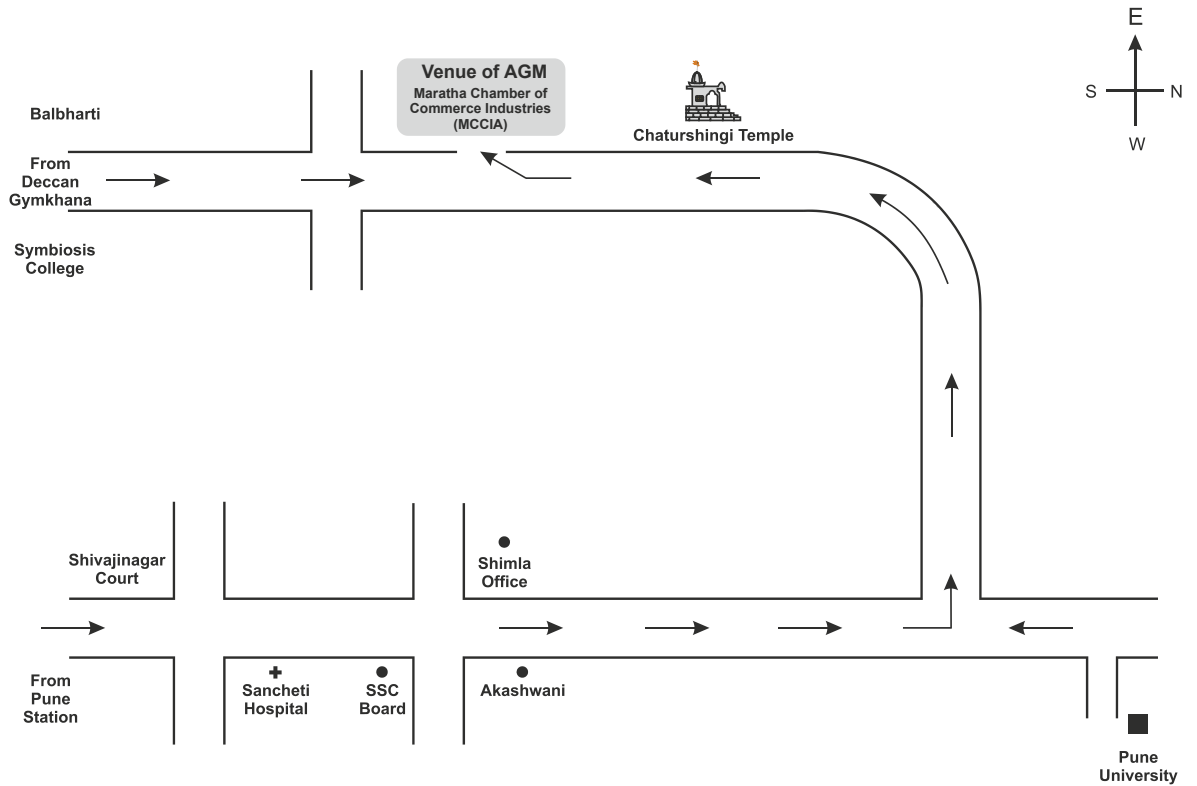 E
S
N
W
Venue of AGM
Maratha Chamber of
Commerce Industries
(MCCIA)
Chaturshingi Temple
Balbharti
From
Deccan
Gymkhana
Symbiosis
College
Shivajinagar
Court
Shimla
Office
From
Pune
Station
Sancheti
Hospital
SSC
Board
Akashwani
Pune
University